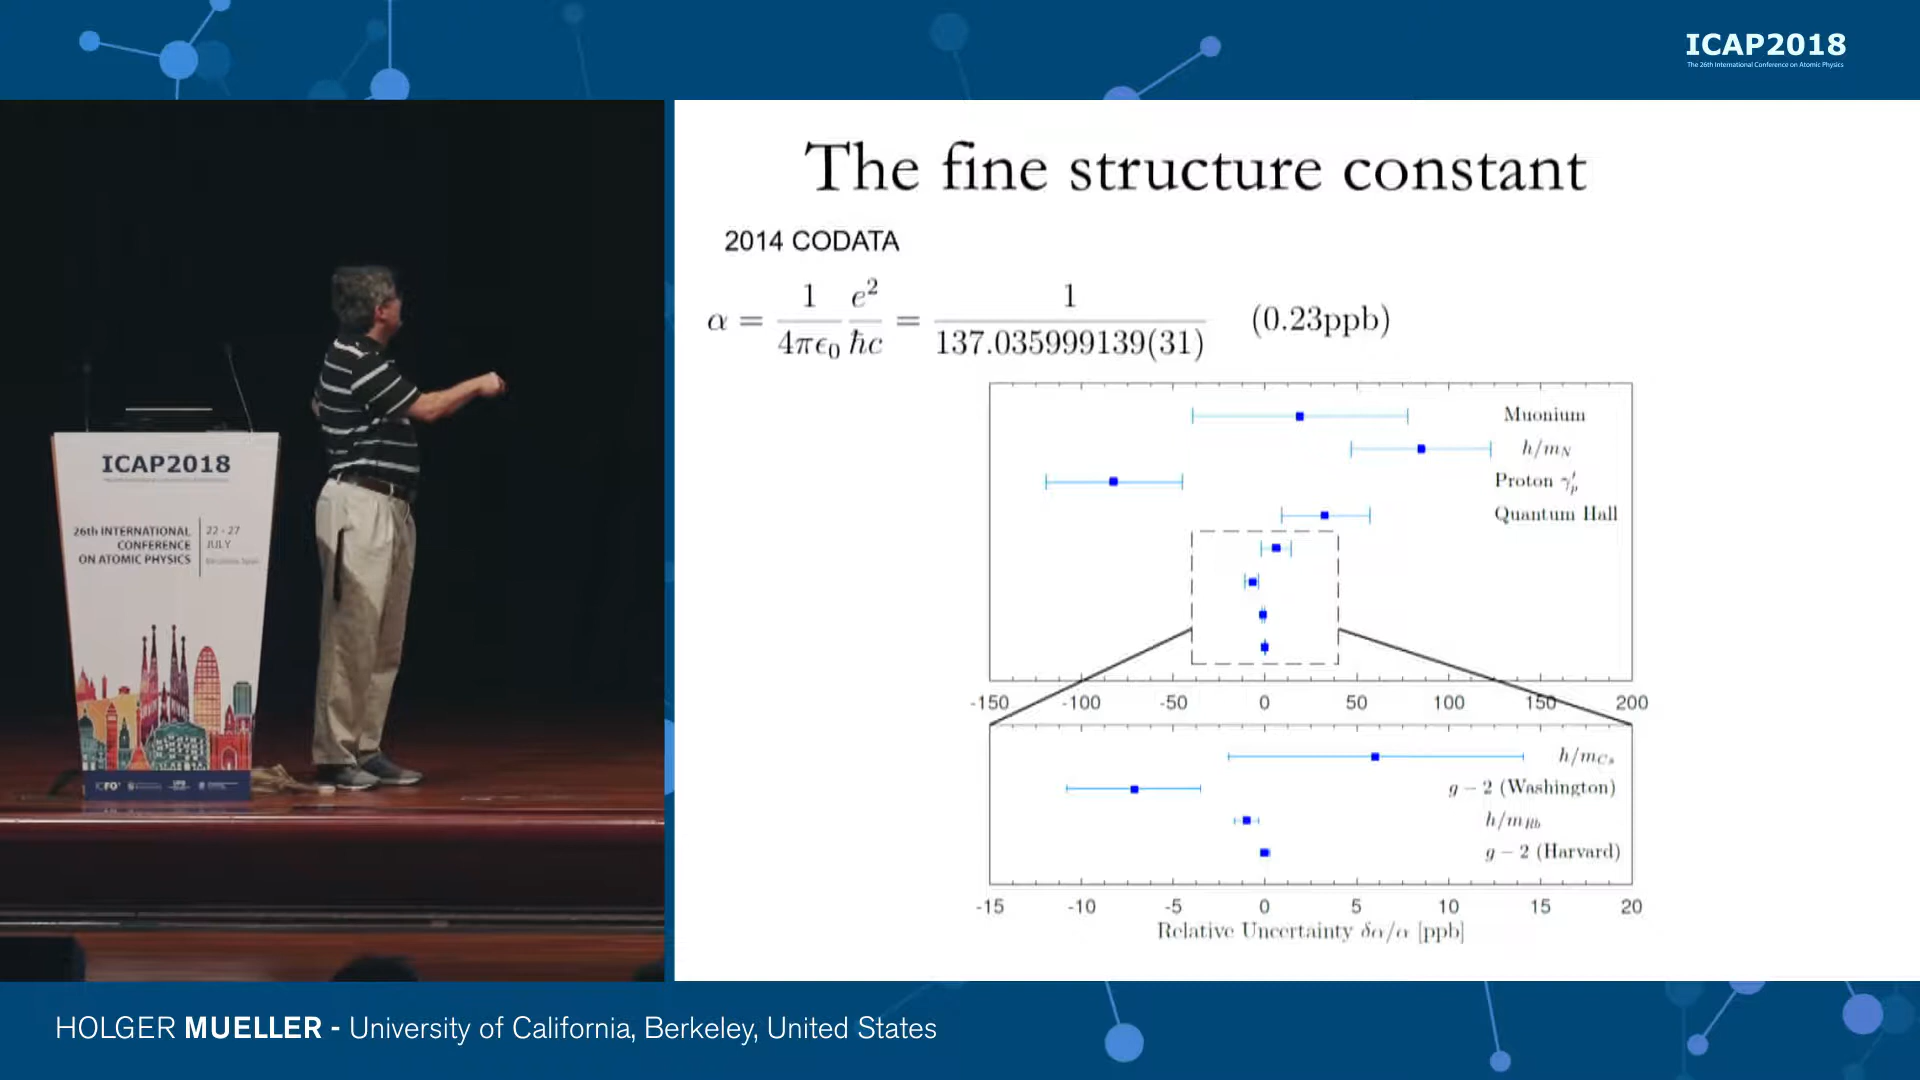 ICAP2018
The 26th International Conference on Atomic Physics
The fine structure constant
2014 CODATA
α = 1/(4πϵ₀) e²/(ħc) = 1/137.035999139(31) (0.23ppb)
Muonium
h/m_N
Proton γ′_p
Quantum Hall
-150 -100 -50 0 50 100 150 200
h/m_Cs
g − 2 (Washington)
h/m_Rb
g − 2 (Harvard)
-15 -10 -5 0 5 10 15 20
Relative Uncertainty δα/α [ppb]
ICAP2018
26th INTERNATIONAL
CONFERENCE
ON ATOMIC PHYSICS
22 - 27
JULY
Barcelona, Spain
ICFO
HOLGER MUELLER - University of California, Berkeley, United States